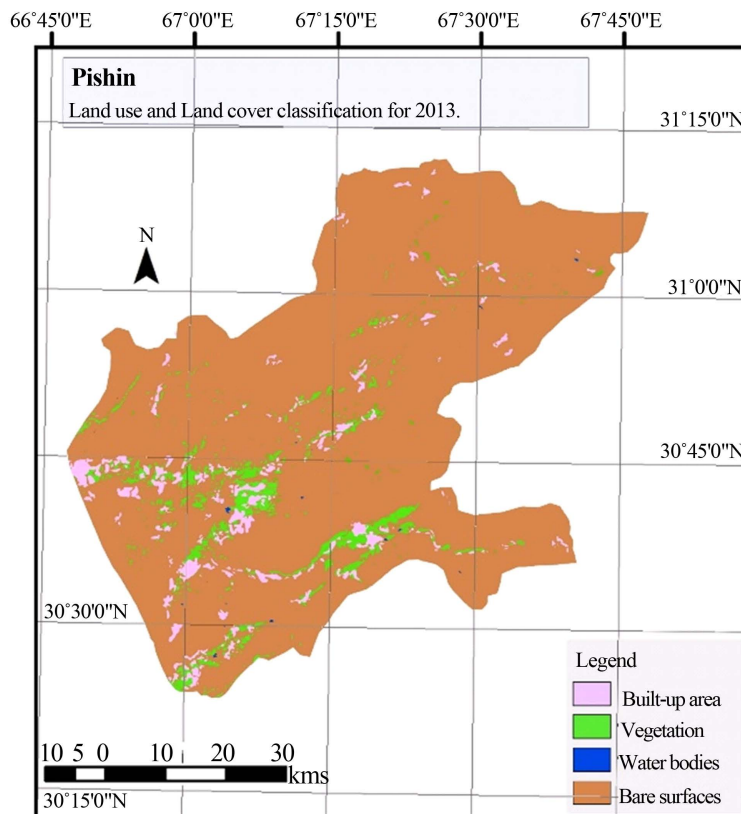 66°45'0"E 67°0'0"E 67°15'0"E 67°30'0"E 67°45'0"E
Pishin
Land use and Land cover classification for 2013.
31°15'0"N
N
31°0'0"N
30°45'0"N
30°30'0"N
Legend
Built-up area
Vegetation
Water bodies
Bare surfaces
10 5 0 10 20 30
kms
30°15'0"N